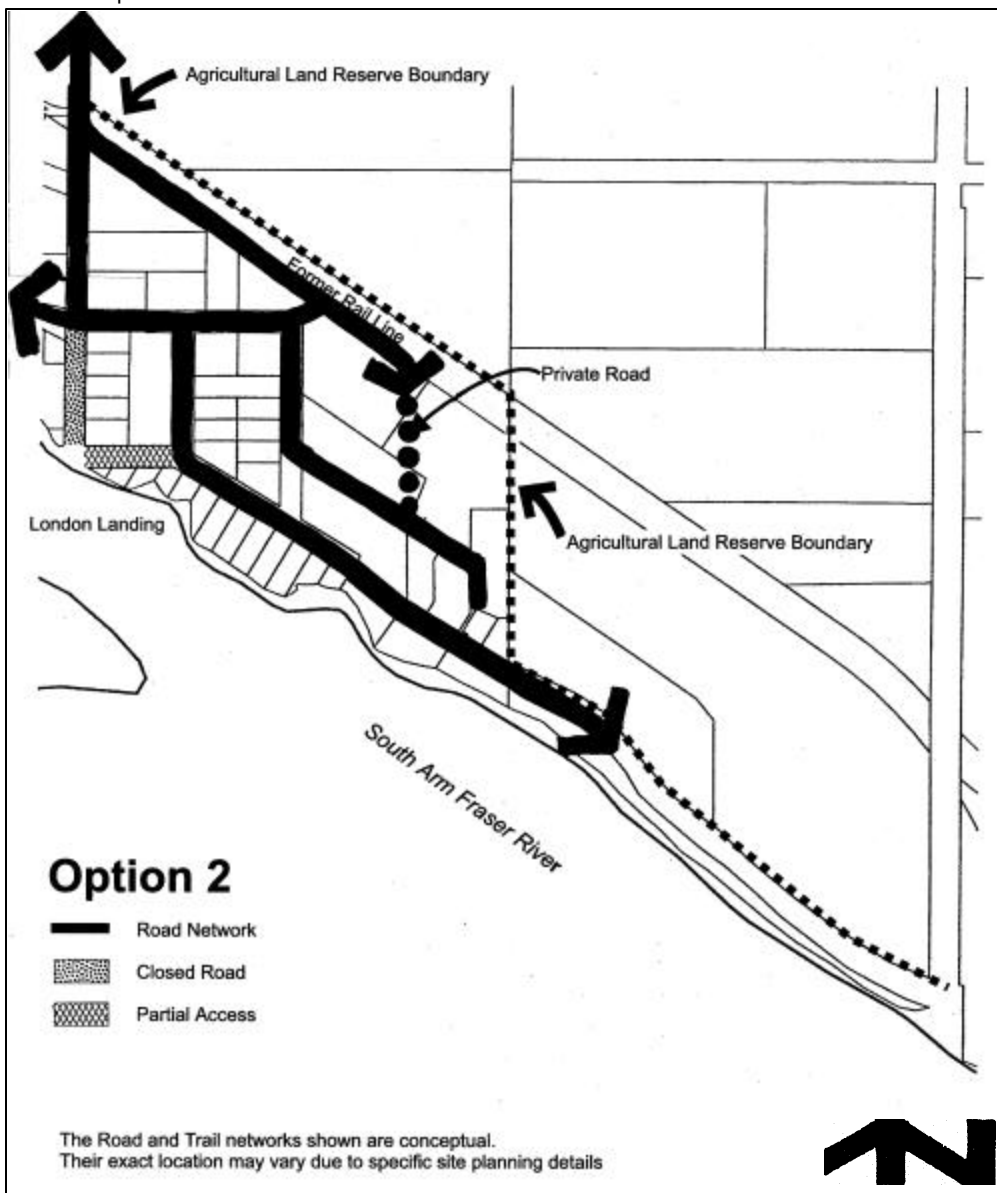 Agricultural Land Reserve Boundary
Former Rail Line
Private Road
London Landing
Agricultural Land Reserve Boundary
South Arm Fraser River
Option 2
Road Network
Closed Road
Partial Access
The Road and Trail networks shown are conceptual.
Their exact location may vary due to specific site planning details